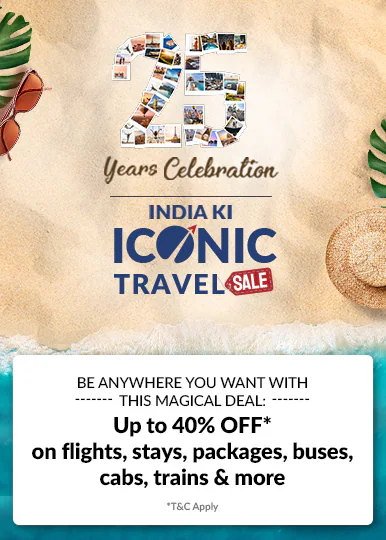 25
Years Celebration
INDIA KI
ICONIC
TRAVEL SALE
BE ANYWHERE YOU WANT WITH
------- THIS MAGICAL DEAL: -------
Up to 40% OFF*
on flights, stays, packages, buses,
cabs, trains & more
*T&C Apply